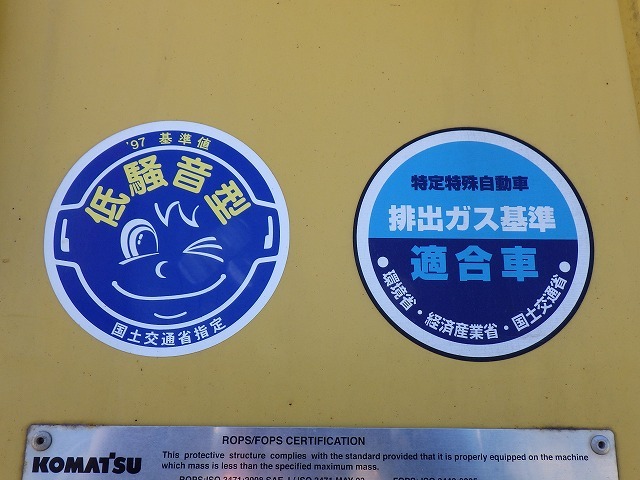 '97 基準値
低騒音型
国土交通省指定
特定特殊自動車
排出ガス基準
適合車
・環境省・経済産業省・国土交通省・
ROPS/FOPS CERTIFICATION
KOMATSU
This protective structure complies with the standard provided that it is properly equipped on the machine
which mass is less than the specified maximum mass.